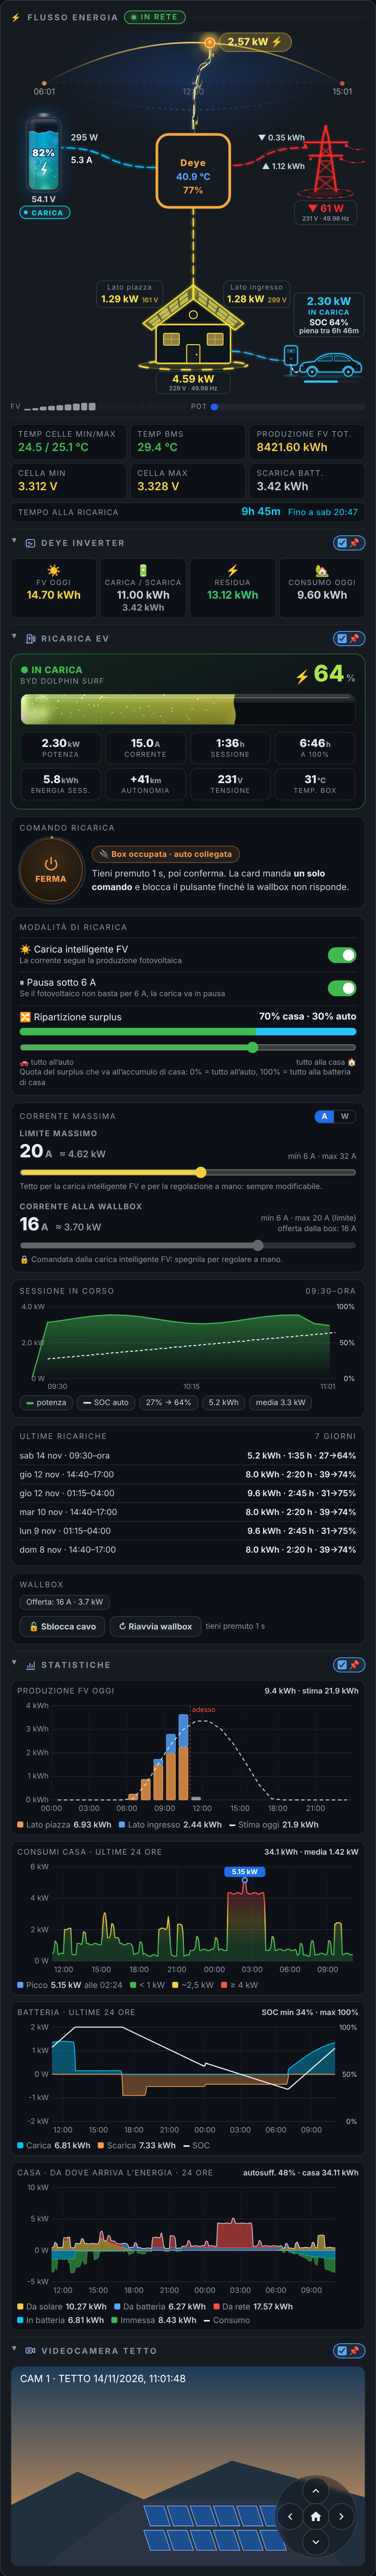 ⚡ FLUSSO ENERGIA IN RETE
2.57 kW ⚡
06:01 12:00 15:01
82%
295 W
5.3 A
54.1 V
CARICA
Deye
40.9 °C
77%
▼ 0.35 kWh
▲ 1.12 kWh
▼ 61 W
231 V · 49.98 Hz
Lato piazza
1.29 kW 161 V
Lato ingresso
1.28 kW 299 V
2.30 kW
IN CARICA
SOC 64%
piena tra 6h 46m
4.59 kW
229 V · 49.98 Hz
FV POT
TEMP CELLE MIN/MAX
24.5 / 25.1 °C
TEMP BMS
29.4 °C
PRODUZIONE FV TOT.
8421.60 kWh
CELLA MIN
3.312 V
CELLA MAX
3.328 V
SCARICA BATT.
3.42 kWh
TEMPO ALLA RICARICA 9h 45m Fino a sab 20:47
DEYE INVERTER
FV OGGI
14.70 kWh
CARICA / SCARICA
11.00 kWh
3.42 kWh
RESIDUA
13.12 kWh
CONSUMO OGGI
9.60 kWh
RICARICA EV
IN CARICA
BYD DOLPHIN SURF
⚡ 64 %
2.30 kW
POTENZA
15.0 A
CORRENTE
1:36 h
SESSIONE
6:46 h
A 100%
5.8 kWh
ENERGIA SESS.
+41 km
AUTONOMIA
231 V
TENSIONE
31 °C
TEMP. BOX
COMANDO RICARICA
FERMA
Box occupata · auto collegata
Tieni premuto 1 s, poi conferma. La card manda un solo
comando e blocca il pulsante finché la wallbox non risponde.
MODALITÀ DI RICARICA
Carica intelligente FV
La corrente segue la produzione fotovoltaica
Pausa sotto 6 A
Se il fotovoltaico non basta per 6 A, la carica va in pausa
Ripartizione surplus 70% casa · 30% auto
tutto all'auto tutto alla casa
Quota del surplus che va all'accumulo di casa: 0% = tutto all'auto, 100% = tutto alla batteria
di casa
CORRENTE MASSIMA A W
LIMITE MASSIMO
20 A ≈ 4.62 kW min 6 A · max 32 A
Tetto per la carica intelligente FV e per la regolazione a mano: sempre modificabile.
CORRENTE ALLA WALLBOX
16 A ≈ 3.70 kW
min 6 A · max 20 A (limite)
offerta dalla box: 16 A
Comandata dalla carica intelligente FV: spegnila per regolare a mano.
SESSIONE IN CORSO 09:30–ORA
4.0 kW 100%
2.0 kW 50%
0 W 0%
09:30 10:15 11:01
potenza SOC auto 27% → 64% 5.2 kWh media 3.3 kW
ULTIME RICARICHE 7 GIORNI
sab 14 nov · 09:30–ora 5.2 kWh · 1:35 h · 27→64%
gio 12 nov · 14:40–17:00 8.0 kWh · 2:20 h · 39→74%
gio 12 nov · 01:15–04:00 9.6 kWh · 2:45 h · 31→75%
mar 10 nov · 14:40–17:00 8.0 kWh · 2:20 h · 39→74%
lun 9 nov · 01:15–04:00 9.6 kWh · 2:45 h · 31→75%
dom 8 nov · 14:40–17:00 8.0 kWh · 2:20 h · 39→74%
WALLBOX
Offerta: 16 A · 3.7 kW
Sblocca cavo Riavvia wallbox tieni premuto 1 s
STATISTICHE
PRODUZIONE FV OGGI 9.4 kWh · stima 21.9 kWh
4 kWh
3 kWh
2 kWh
1 kWh
0 kWh
adesso
00:00 03:00 06:00 09:00 12:00 15:00 18:00 21:00
Lato piazza 6.93 kWh Lato ingresso 2.44 kWh Stima oggi 21.9 kWh
CONSUMI CASA · ULTIME 24 ORE 34.1 kWh · media 1.42 kW
5.15 kW
6 kW
4 kW
2 kW
0 W
12:00 15:00 18:00 21:00 00:00 03:00 06:00 09:00
Picco 5.15 kW alle 02:24 < 1 kW ~2,5 kW ≥ 4 kW
BATTERIA · ULTIME 24 ORE SOC min 34% · max 100%
2 kW 100%
1 kW
0 W 50%
-1 kW
-2 kW 0%
12:00 15:00 18:00 21:00 00:00 03:00 06:00 09:00
Carica 6.81 kWh Scarica 7.33 kWh SOC
CASA · DA DOVE ARRIVA L'ENERGIA · 24 ORE autosuff. 48% · casa 34.11 kWh
10 kW
5 kW
0 W
-5 kW
12:00 15:00 18:00 21:00 00:00 03:00 06:00 09:00
Da solare 10.27 kWh Da batteria 6.27 kWh Da rete 17.57 kWh
In batteria 6.81 kWh Immessa 8.43 kWh Consumo
VIDEOCAMERA TETTO
CAM 1 · TETTO 14/11/2026, 11:01:48